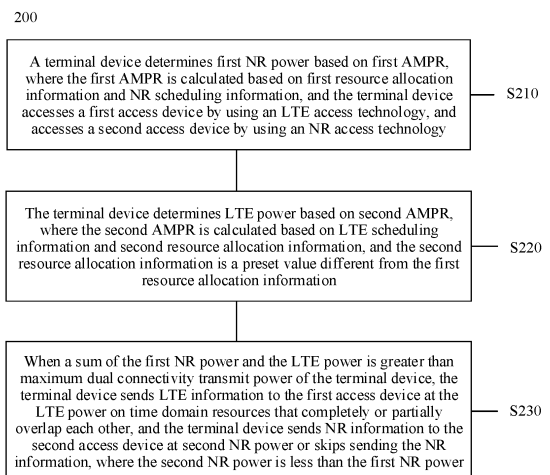 200
A terminal device determines first NR power based on first AMPR,
where the first AMPR is calculated based on first resource allocation
information and NR scheduling information, and the terminal device
accesses a first access device by using an LTE access technology, and
accesses a second access device by using an NR access technology
S210
The terminal device determines LTE power based on second AMPR,
where the second AMPR is calculated based on LTE scheduling
information and second resource allocation information, and the second
resource allocation information is a preset value different from the first
resource allocation information
S220
When a sum of the first NR power and the LTE power is greater than
maximum dual connectivity transmit power of the terminal device, the
terminal device sends LTE information to the first access device at the
LTE power on time domain resources that completely or partially
overlap each other, and the terminal device sends NR information to the
second access device at second NR power or skips sending the NR
information, where the second NR power is less than the first NR power
S230